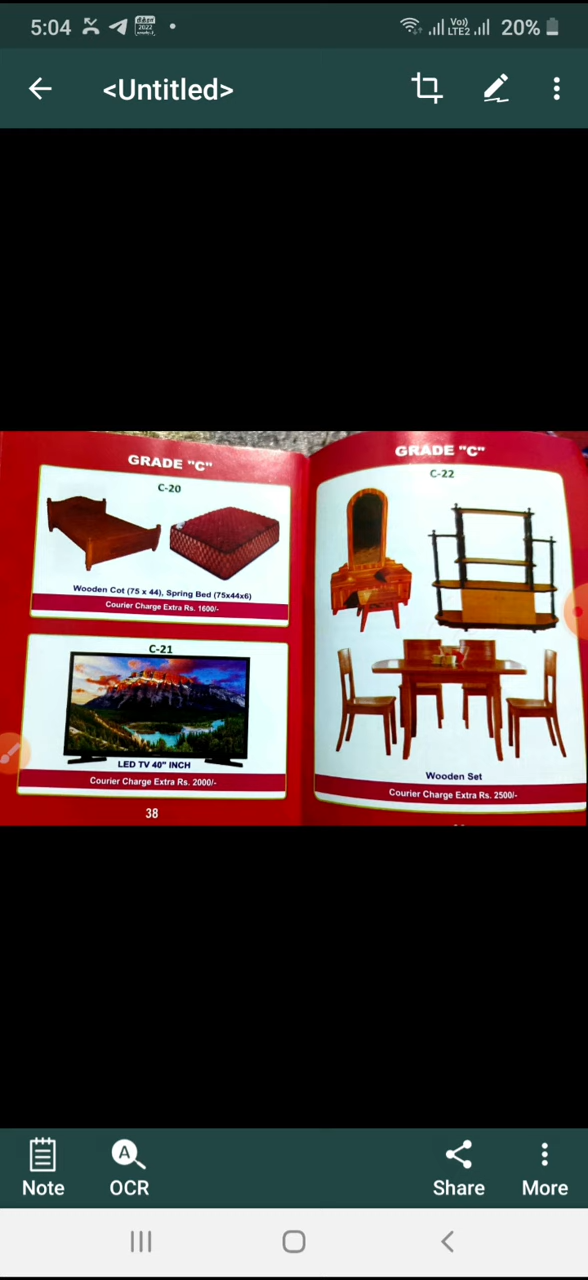 5:04
Vo))
LTE2
20%
<Untitled>
GRADE "C"
C-20
Wooden Cot (75 x 44), Spring Bed (75x44x6)
Courier Charge Extra Rs. 1600/-
C-21
LED TV 40" INCH
Courier Charge Extra Rs. 2000/-
38
GRADE "C"
C-22
Wooden Set
Courier Charge Extra Rs. 2500/-
Note
OCR
Share
More